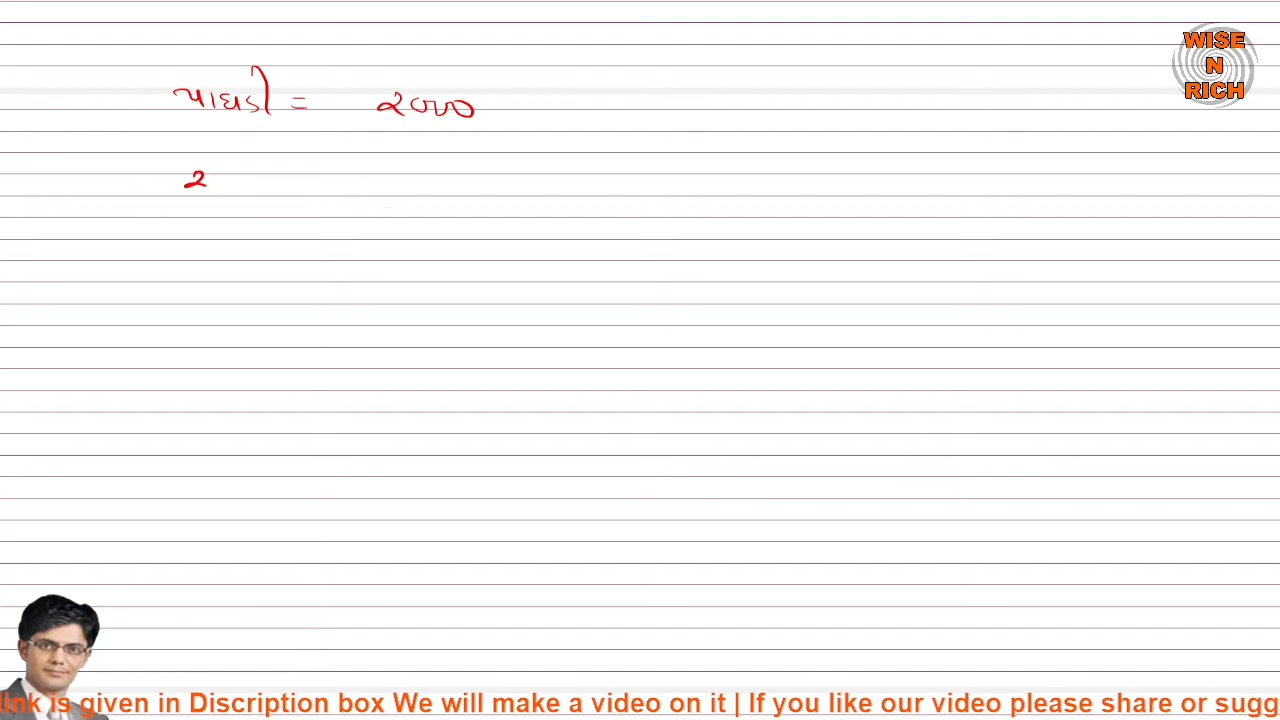 પાઘડી = 2000
2
WISE
N
RICH
link is given in Discription box We will make a video on it | If you like our video please share or sugg